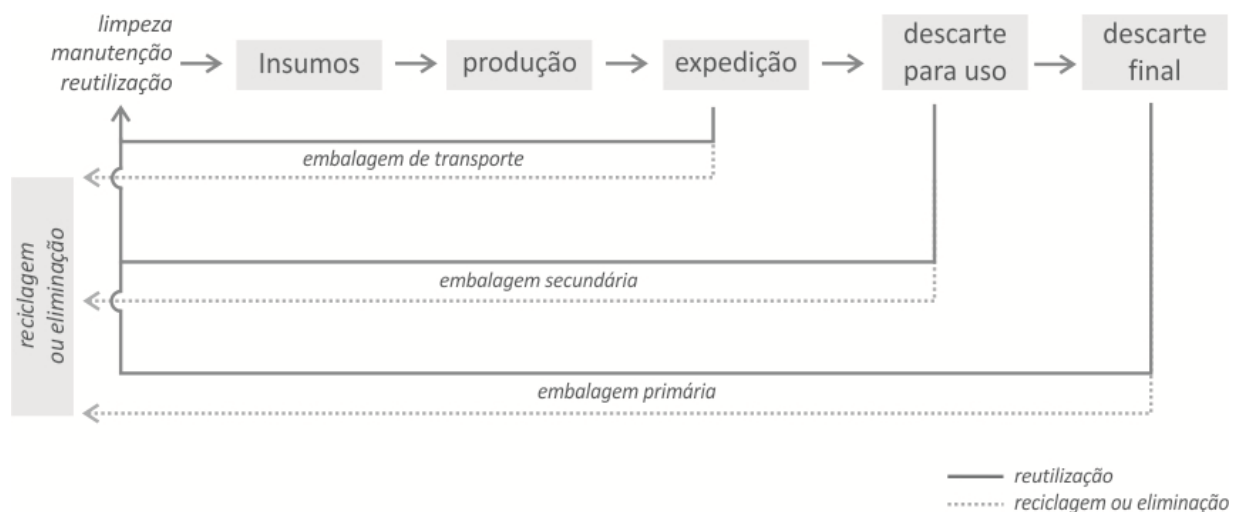 limpeza
manutenção
reutilização
Insumos
produção
expedição
descarte
para uso
descarte
final
embalagem de transporte
embalagem secundária
embalagem primária
reciclagem
ou eliminação
reutilização
reciclagem ou eliminação